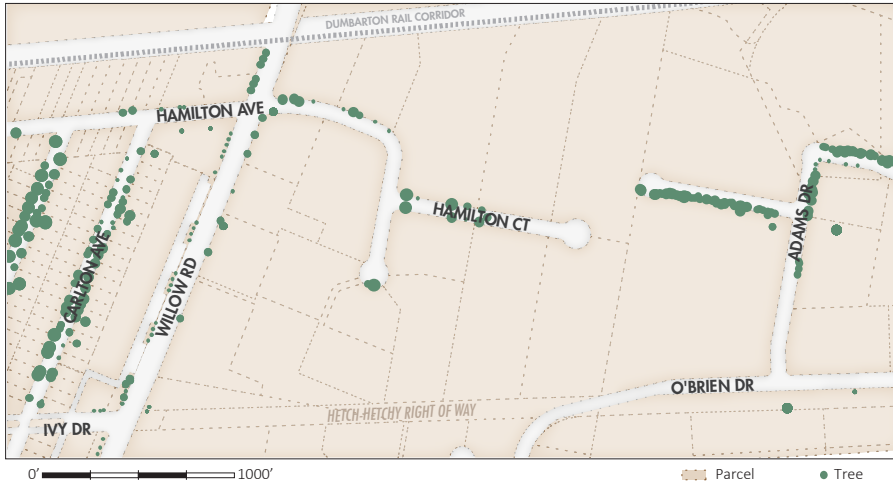 DUMBARTON RAIL CORRIDOR
HAMILTON AVE
HAMILTON CT
ADAMS DR
CARLTON AVE
WILLOW RD
O'BRIEN DR
HETCH-HETCHY RIGHT OF WAY
IVY DR
0' 1000' Parcel Tree